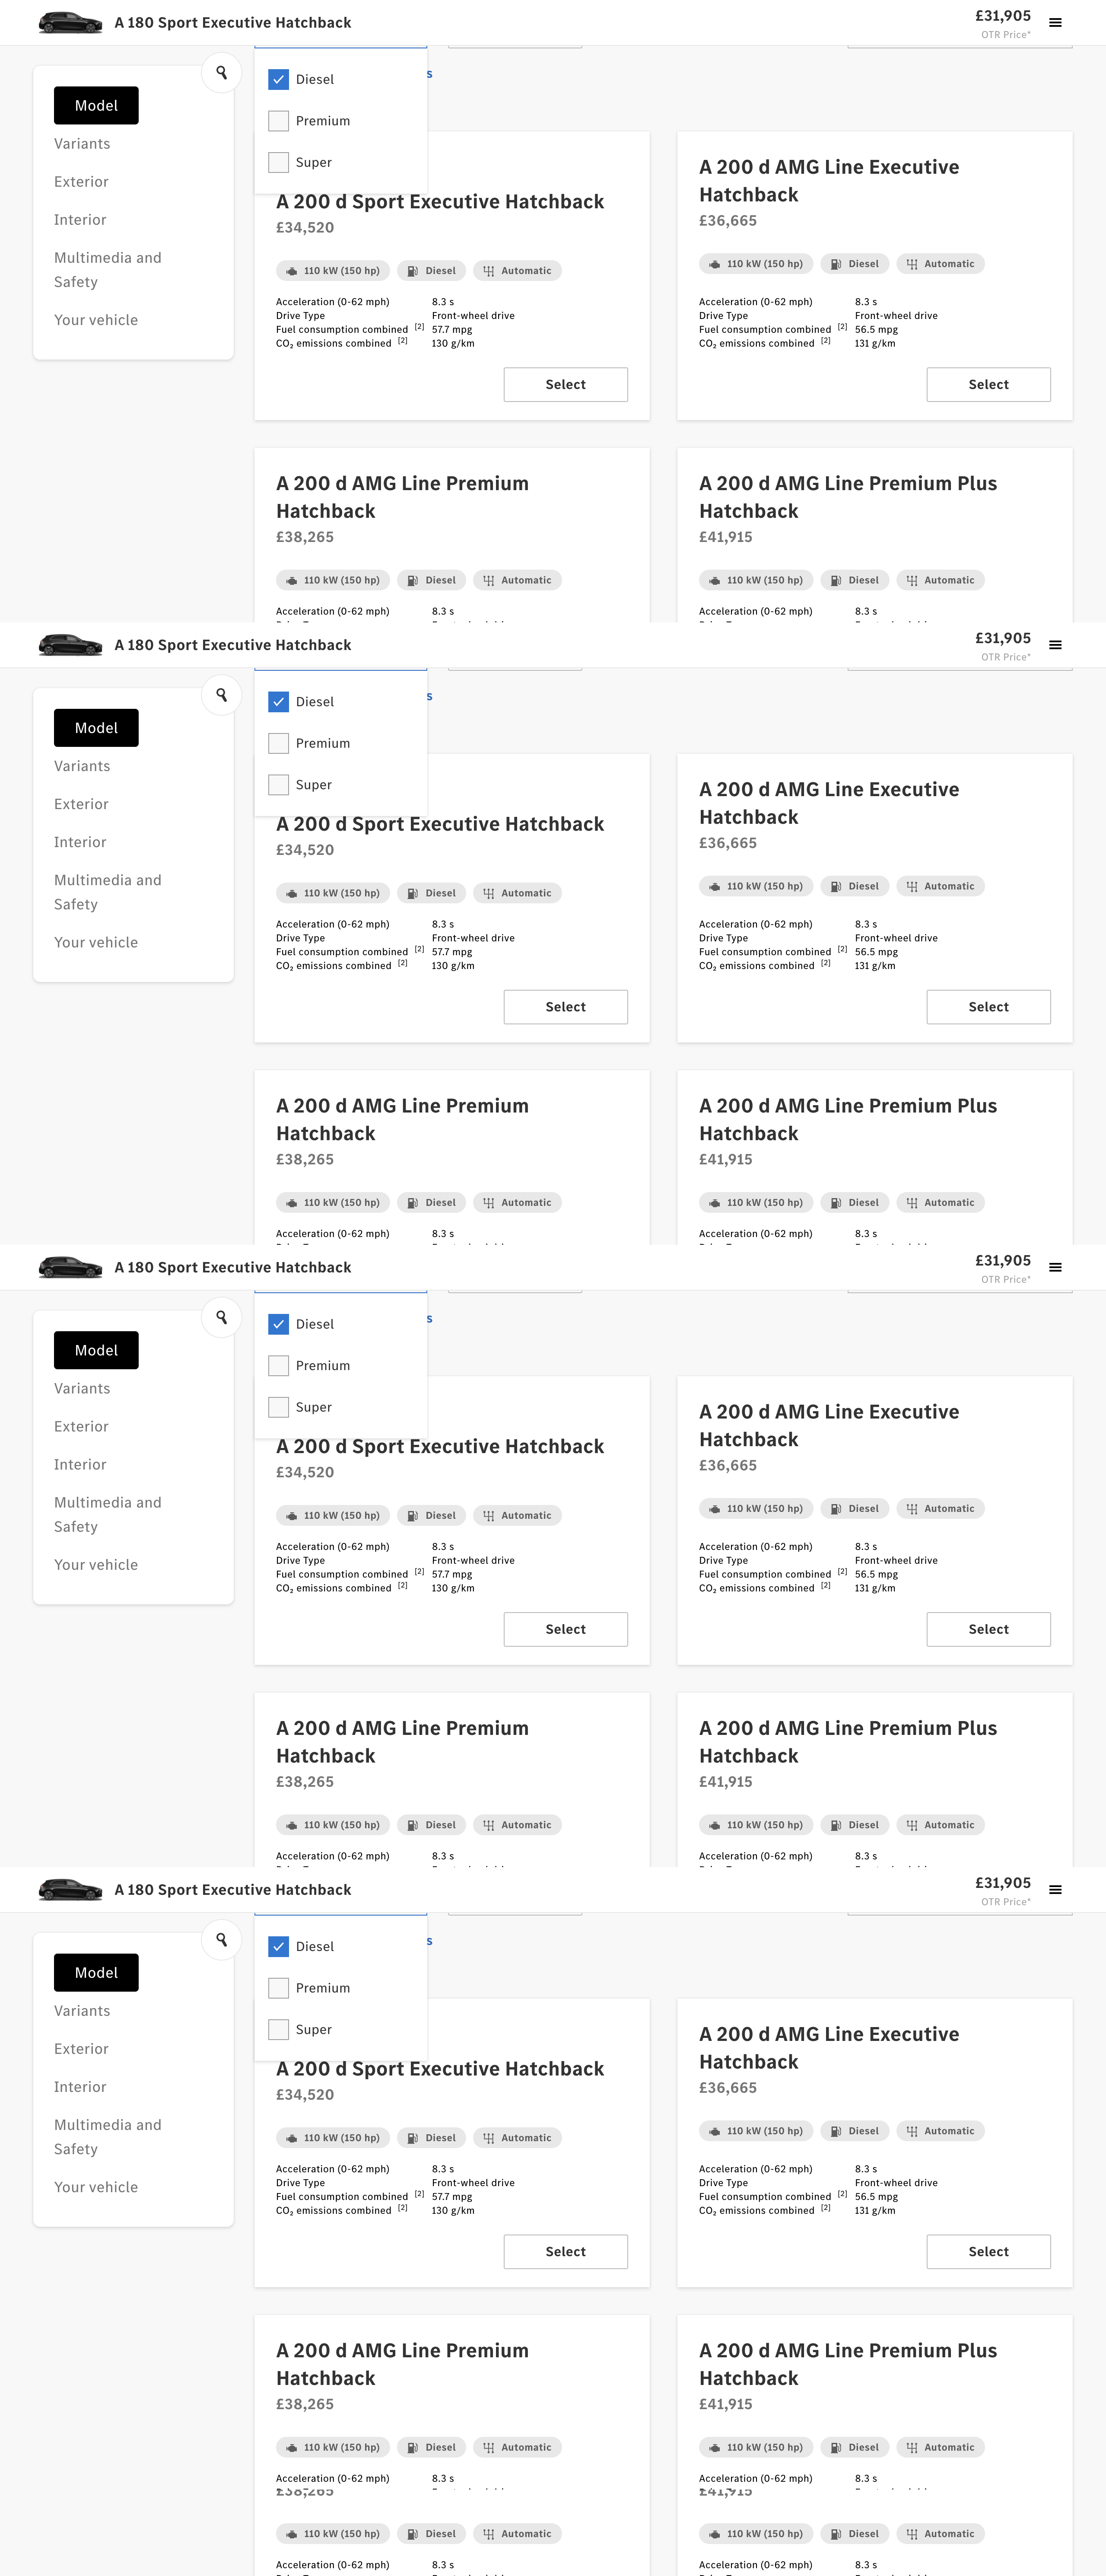 A 180 Sport Executive Hatchback
£31,905
OTR Price*
Model
Variants
Exterior
Interior
Multimedia and
Safety
Your vehicle
Diesel
s
Premium
Super
A 200 d Sport Executive Hatchback
£34,520
110 kW (150 hp) Diesel Automatic
Acceleration (0-62 mph) 8.3 s
Drive Type Front-wheel drive
Fuel consumption combined [2] 57.7 mpg
CO₂ emissions combined [2] 130 g/km
Select
A 200 d AMG Line Executive
Hatchback
£36,665
110 kW (150 hp) Diesel Automatic
Acceleration (0-62 mph) 8.3 s
Drive Type Front-wheel drive
Fuel consumption combined [2] 56.5 mpg
CO₂ emissions combined [2] 131 g/km
Select
A 200 d AMG Line Premium
Hatchback
£38,265
110 kW (150 hp) Diesel Automatic
Acceleration (0-62 mph) 8.3 s
A 200 d AMG Line Premium Plus
Hatchback
£41,915
110 kW (150 hp) Diesel Automatic
Acceleration (0-62 mph) 8.3 s
A 180 Sport Executive Hatchback
£31,905
OTR Price*
Model
Variants
Exterior
Interior
Multimedia and
Safety
Your vehicle
Diesel
s
Premium
Super
A 200 d Sport Executive Hatchback
£34,520
110 kW (150 hp) Diesel Automatic
Acceleration (0-62 mph) 8.3 s
Drive Type Front-wheel drive
Fuel consumption combined [2] 57.7 mpg
CO₂ emissions combined [2] 130 g/km
Select
A 200 d AMG Line Executive
Hatchback
£36,665
110 kW (150 hp) Diesel Automatic
Acceleration (0-62 mph) 8.3 s
Drive Type Front-wheel drive
Fuel consumption combined [2] 56.5 mpg
CO₂ emissions combined [2] 131 g/km
Select
A 200 d AMG Line Premium
Hatchback
£38,265
110 kW (150 hp) Diesel Automatic
Acceleration (0-62 mph) 8.3 s
A 200 d AMG Line Premium Plus
Hatchback
£41,915
110 kW (150 hp) Diesel Automatic
Acceleration (0-62 mph) 8.3 s
A 180 Sport Executive Hatchback
£31,905
OTR Price*
Model
Variants
Exterior
Interior
Multimedia and
Safety
Your vehicle
Diesel
s
Premium
Super
A 200 d Sport Executive Hatchback
£34,520
110 kW (150 hp) Diesel Automatic
Acceleration (0-62 mph) 8.3 s
Drive Type Front-wheel drive
Fuel consumption combined [2] 57.7 mpg
CO₂ emissions combined [2] 130 g/km
Select
A 200 d AMG Line Executive
Hatchback
£36,665
110 kW (150 hp) Diesel Automatic
Acceleration (0-62 mph) 8.3 s
Drive Type Front-wheel drive
Fuel consumption combined [2] 56.5 mpg
CO₂ emissions combined [2] 131 g/km
Select
A 200 d AMG Line Premium
Hatchback
£38,265
110 kW (150 hp) Diesel Automatic
Acceleration (0-62 mph) 8.3 s
A 200 d AMG Line Premium Plus
Hatchback
£41,915
110 kW (150 hp) Diesel Automatic
Acceleration (0-62 mph) 8.3 s
A 180 Sport Executive Hatchback
£31,905
OTR Price*
Model
Variants
Exterior
Interior
Multimedia and
Safety
Your vehicle
Diesel
s
Premium
Super
A 200 d Sport Executive Hatchback
£34,520
110 kW (150 hp) Diesel Automatic
Acceleration (0-62 mph) 8.3 s
Drive Type Front-wheel drive
Fuel consumption combined [2] 57.7 mpg
CO₂ emissions combined [2] 130 g/km
Select
A 200 d AMG Line Executive
Hatchback
£36,665
110 kW (150 hp) Diesel Automatic
Acceleration (0-62 mph) 8.3 s
Drive Type Front-wheel drive
Fuel consumption combined [2] 56.5 mpg
CO₂ emissions combined [2] 131 g/km
Select
A 200 d AMG Line Premium
Hatchback
£38,265
110 kW (150 hp) Diesel Automatic
Acceleration (0-62 mph) 8.3 s
£38,265
110 kW (150 hp) Diesel Automatic
Acceleration (0-62 mph) 8.3 s
A 200 d AMG Line Premium Plus
Hatchback
£41,915
110 kW (150 hp) Diesel Automatic
Acceleration (0-62 mph) 8.3 s
£41,915
110 kW (150 hp) Diesel Automatic
Acceleration (0-62 mph) 8.3 s